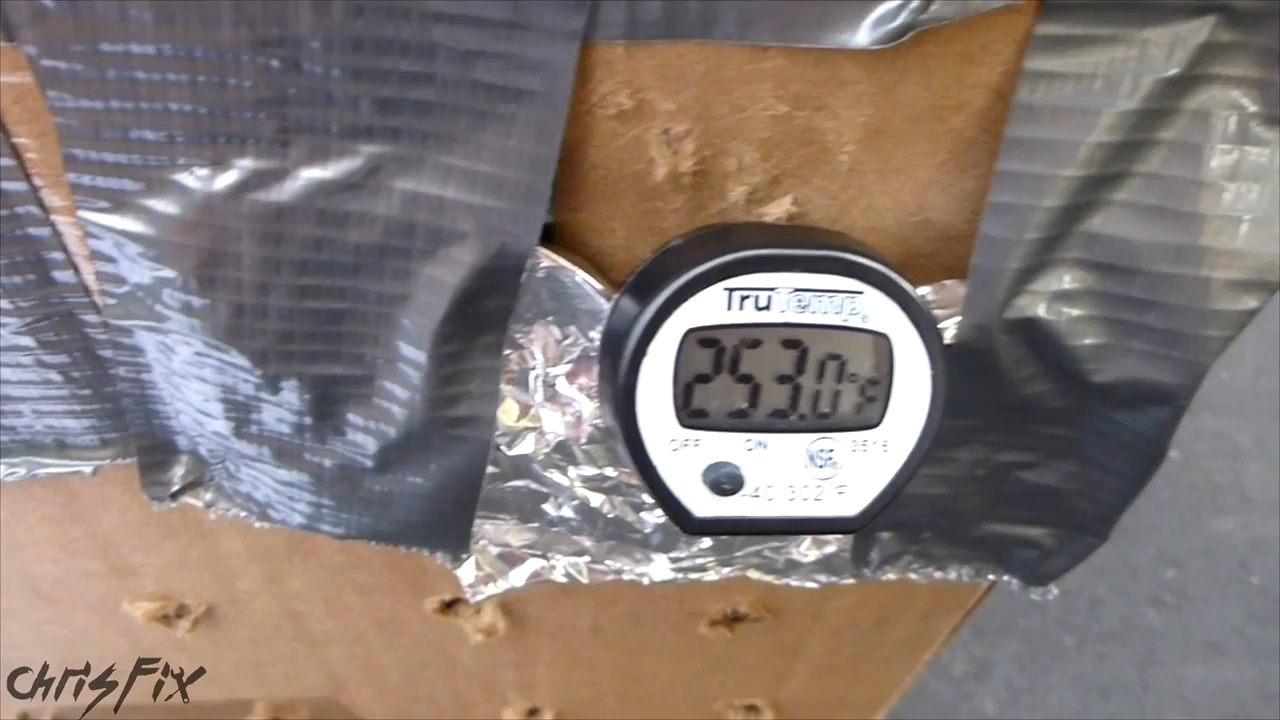 TruTemp®
253.0°F
OFF ON NSF® 3516
-40 302°F
ChrisFix